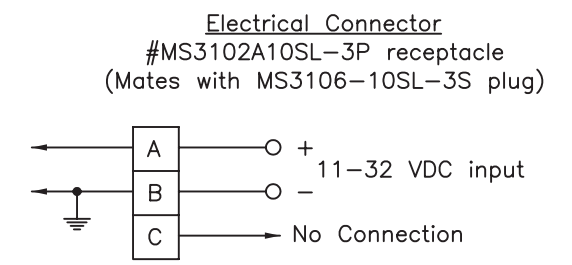 Electrical Connector
#MS3102A10SL-3P receptacle
(Mates with MS3106-10SL-3S plug)
A +
11-32 VDC input
B -
C No Connection